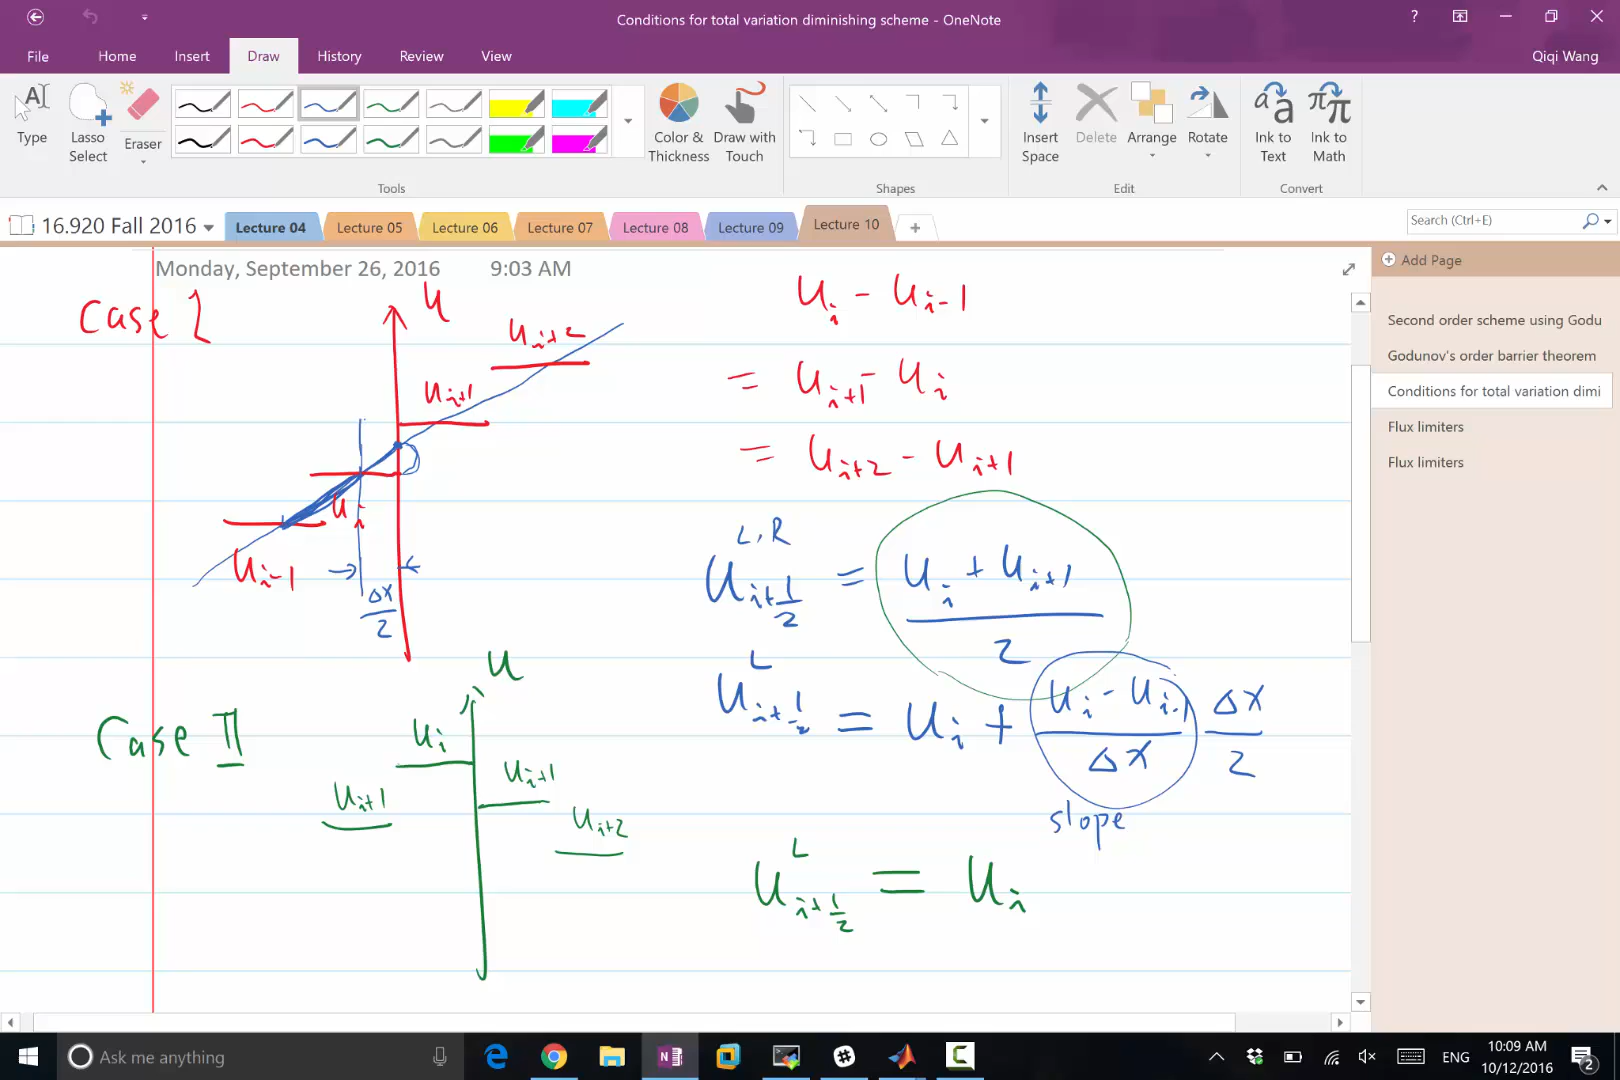 Conditions for total variation diminishing scheme - OneNote
?
Qiqi Wang
File Home Insert Draw History Review View
Type
Lasso Select
Eraser
Color & Thickness
Draw with Touch
Insert Space
Delete
Arrange
Rotate
Ink to Text
Ink to Math
Tools Shapes Edit Convert
16.920 Fall 2016 Lecture 04 Lecture 05 Lecture 06 Lecture 07 Lecture 08 Lecture 09 Lecture 10 +
Search (Ctrl+E)
Add Page
Second order scheme using Godu
Godunov's order barrier theorem
Conditions for total variation dimi
Flux limiters
Flux limiters
Monday, September 26, 2016 9:03 AM
Case 1
u
u_{i+2}
u_{i+1}
u_i
u_{i-1}
Δx/2
u_i - u_{i-1}
= u_{i+1} - u_i
= u_{i+2} - u_{i+1}
u_{i+1/2}^{L,R} = (u_i + u_{i+1})/2
u_{i+1/2}^L = u_i + (u_i - u_{i-1})/Δx Δx/2
slope
Case II
u
u_i
u_{i+1}
u_{i+1}
u_{i+2}
u_{i+1/2}^L = u_i
Ask me anything
ENG
10:09 AM
10/12/2016
2